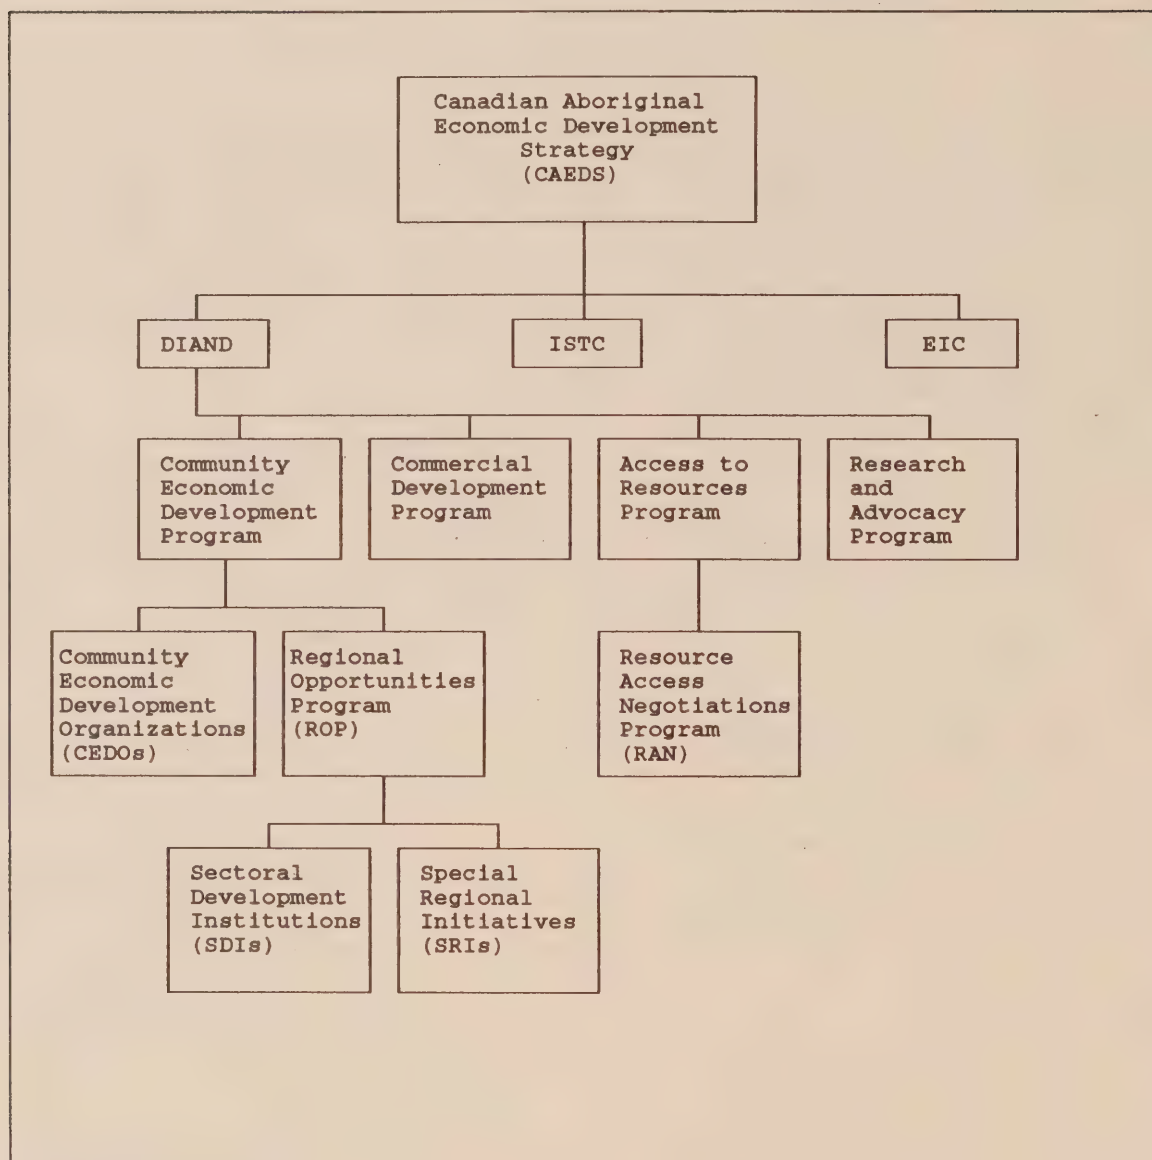 Canadian Aboriginal
Economic Development
Strategy
(CAEDS)
DIAND
ISTC
EIC
Community
Economic
Development
Program
Commercial
Development
Program
Access to
Resources
Program
Research
and
Advocacy
Program
Community
Economic
Development
Organizations
(CEDOs)
Regional
Opportunities
Program
(ROP)
Resource
Access
Negotiations
Program
(RAN)
Sectoral
Development
Institutions
(SDIs)
Special
Regional
Initiatives
(SRIs)